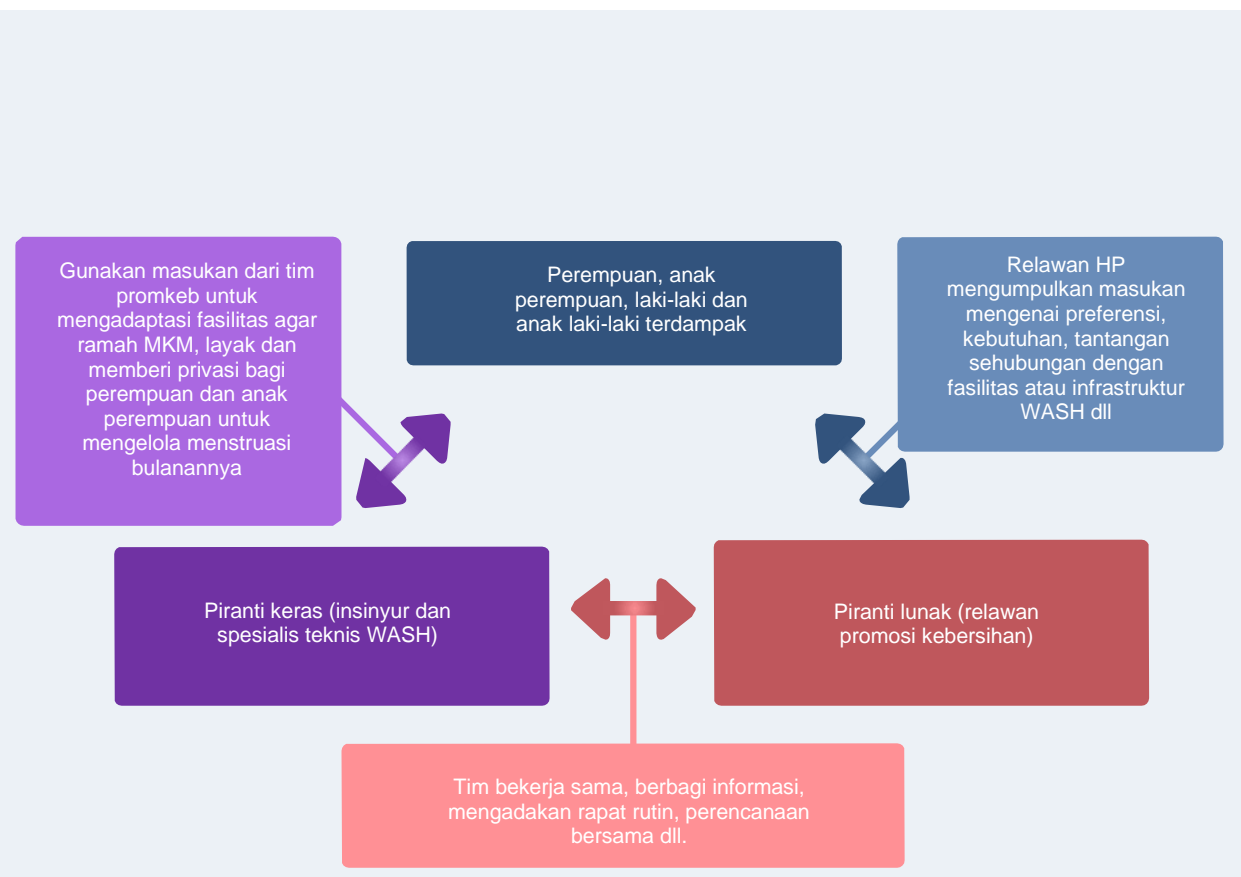 Gunakan masukan dari tim
promkeb untuk
mengadaptasi fasilitas agar
ramah MKM, layak dan
memberi privasi bagi
perempuan dan anak
perempuan untuk
mengelola menstruasi
bulanannya
Perempuan, anak
perempuan, laki-laki dan
anak laki-laki terdampak
Relawan HP
mengumpulkan masukan
mengenai preferensi,
kebutuhan, tantangan
sehubungan dengan
fasilitas atau infrastruktur
WASH dll
Piranti keras (insinyur dan
spesialis teknis WASH)
Piranti lunak (relawan
promosi kebersihan)
Tim bekerja sama, berbagi informasi,
mengadakan rapat rutin, perencanaan
bersama dll.